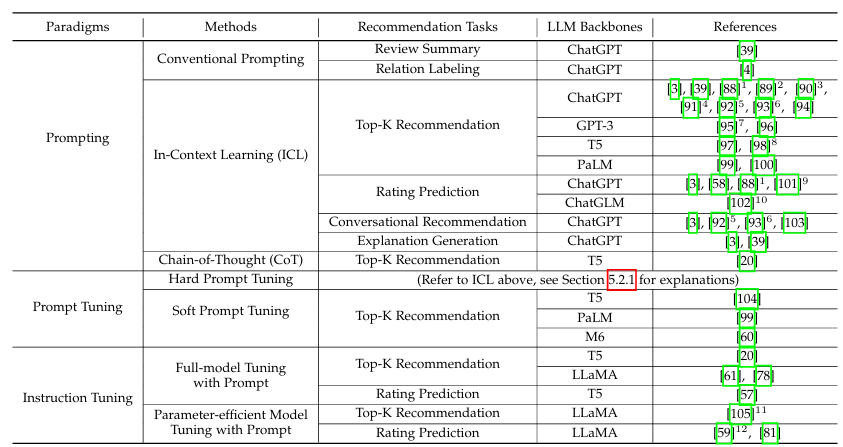 Paradigms Methods Recommendation Tasks LLM Backbones References
Prompting
Conventional Prompting
Review Summary ChatGPT [39]
Relation Labeling ChatGPT [4]
In-Context Learning (ICL)
Top-K Recommendation
ChatGPT
[3], [39], [88]1, [89]2, [90]3,
[91]4, [92]5, [93]6, [94]
GPT-3 [95]7, [96]
T5 [97], [98]8
PaLM [99], [100]
Rating Prediction
ChatGPT [3], [58], [88]1, [101]9
ChatGLM [102]10
Conversational Recommendation ChatGPT [3], [92]5, [93]6, [103]
Explanation Generation ChatGPT [3], [39]
Chain-of-Thought (CoT) Top-K Recommendation T5 [20]
Prompt Tuning
Hard Prompt Tuning (Refer to ICL above, see Section 5.2.1 for explanations)
Soft Prompt Tuning
Top-K Recommendation
T5 [104]
PaLM [99]
M6 [60]
Instruction Tuning
Full-model Tuning
with Prompt
Top-K Recommendation
T5 [20]
LLaMA [61], [78]
Rating Prediction T5 [57]
Parameter-efficient Model
Tuning with Prompt
Top-K Recommendation LLaMA [105]11
Rating Prediction LLaMA [59]12, [81]